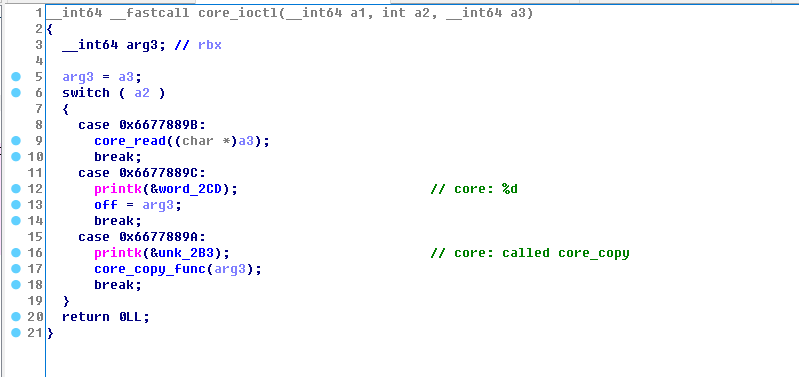 1 __int64 __fastcall core_ioctl(__int64 a1, int a2, __int64 a3)
2 {
3   __int64 arg3; // rbx
4
5   arg3 = a3;
6   switch ( a2 )
7   {
8     case 0x6677889B:
9       core_read((char *)a3);
10       break;
11     case 0x6677889C:
12       printk(&word_2CD);                         // core: %d
13       off = arg3;
14       break;
15     case 0x6677889A:
16       printk(&unk_2B3);                          // core: called core_copy
17       core_copy_func(arg3);
18       break;
19   }
20   return 0LL;
21 }